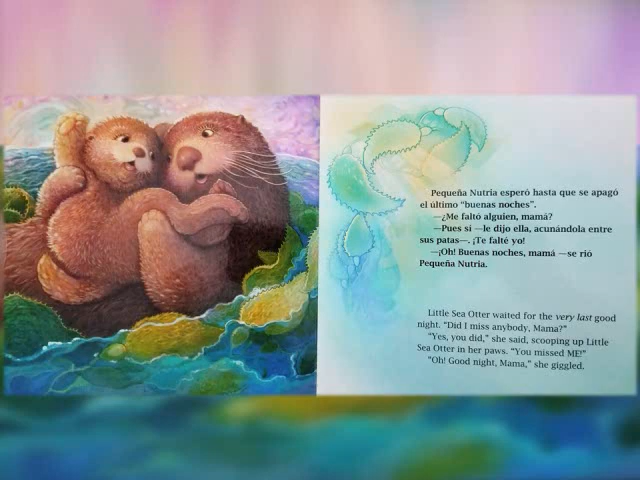 Pequeña Nutria esperó hasta que se apagó
el último “buenas noches”.
—¿Me faltó alguien, mamá?
—Pues sí —le dijo ella, acunándola entre
sus patas—. ¡Te falté yo!
—¡Oh! Buenas noches, mamá —se rió
Pequeña Nutria.
Little Sea Otter waited for the very last good
night. “Did I miss anybody, Mama?”
“Yes, you did,” she said, scooping up Little
Sea Otter in her paws. “You missed ME!”
“Oh! Good night, Mama,” she giggled.